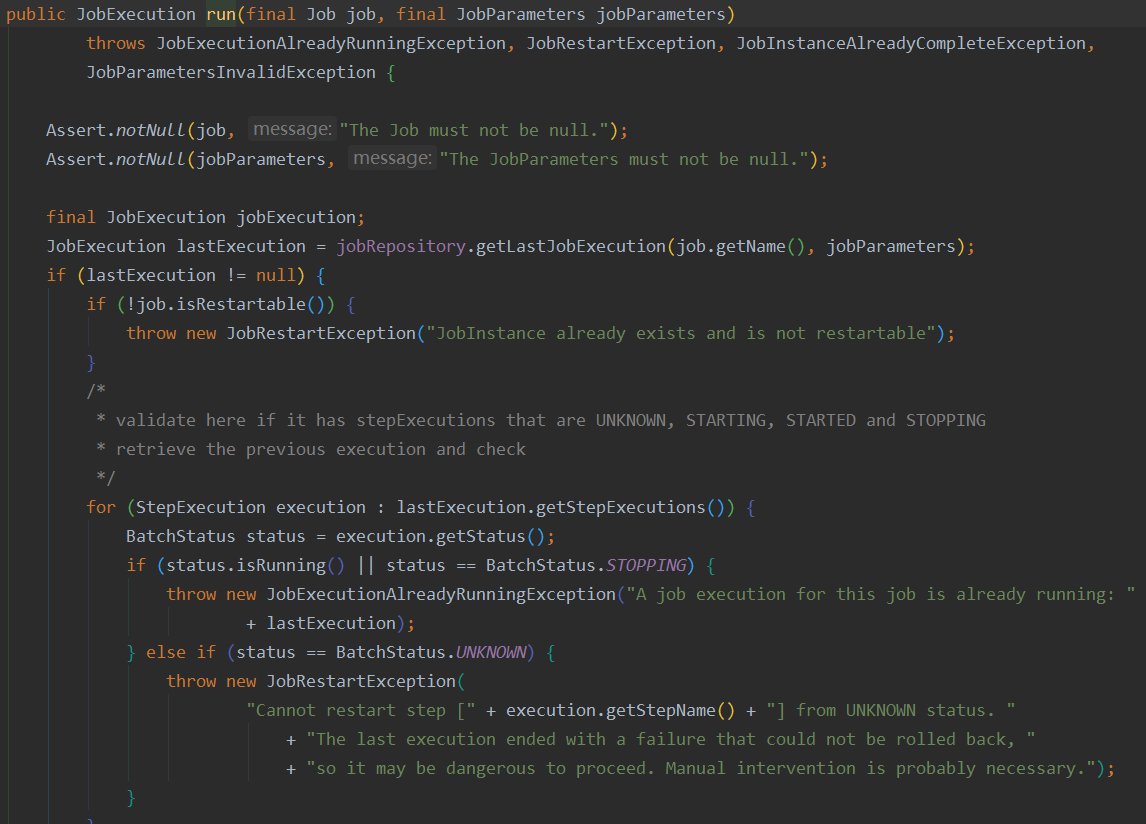 public JobExecution run(final Job job, final JobParameters jobParameters)
        throws JobExecutionAlreadyRunningException, JobRestartException, JobInstanceAlreadyCompleteException,
        JobParametersInvalidException {
    Assert.notNull(job, message: "The Job must not be null.");
    Assert.notNull(jobParameters, message: "The JobParameters must not be null.");
    final JobExecution jobExecution;
    JobExecution lastExecution = jobRepository.getLastJobExecution(job.getName(), jobParameters);
    if (lastExecution != null) {
        if (!job.isRestartable()) {
            throw new JobRestartException("JobInstance already exists and is not restartable");
        }
        /*
         * validate here if it has stepExecutions that are UNKNOWN, STARTING, STARTED and STOPPING
         * retrieve the previous execution and check
         */
        for (StepExecution execution : lastExecution.getStepExecutions()) {
            BatchStatus status = execution.getStatus();
            if (status.isRunning() || status == BatchStatus.STOPPING) {
                throw new JobExecutionAlreadyRunningException("A job execution for this job is already running: "
                        + lastExecution);
            } else if (status == BatchStatus.UNKNOWN) {
                throw new JobRestartException(
                        "Cannot restart step [" + execution.getStepName() + "] from UNKNOWN status. "
                            + "The last execution ended with a failure that could not be rolled back, "
                            + "so it may be dangerous to proceed. Manual intervention is probably necessary.");
            }
        }